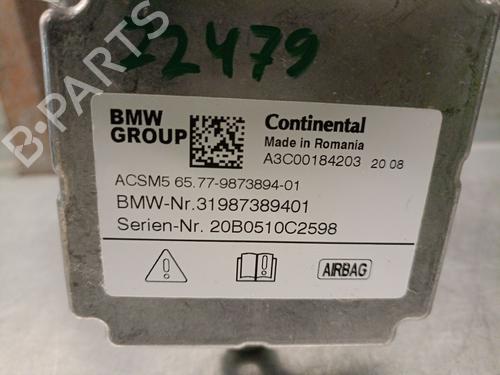 22479
BMW
GROUP
Continental
Made in Romania
A3C00184203 20 08
ACSM5 65.77-9873894-01
BMW-Nr.31987389401
Serien-Nr. 20B0510C2598
AIRBAG
B-PARTS